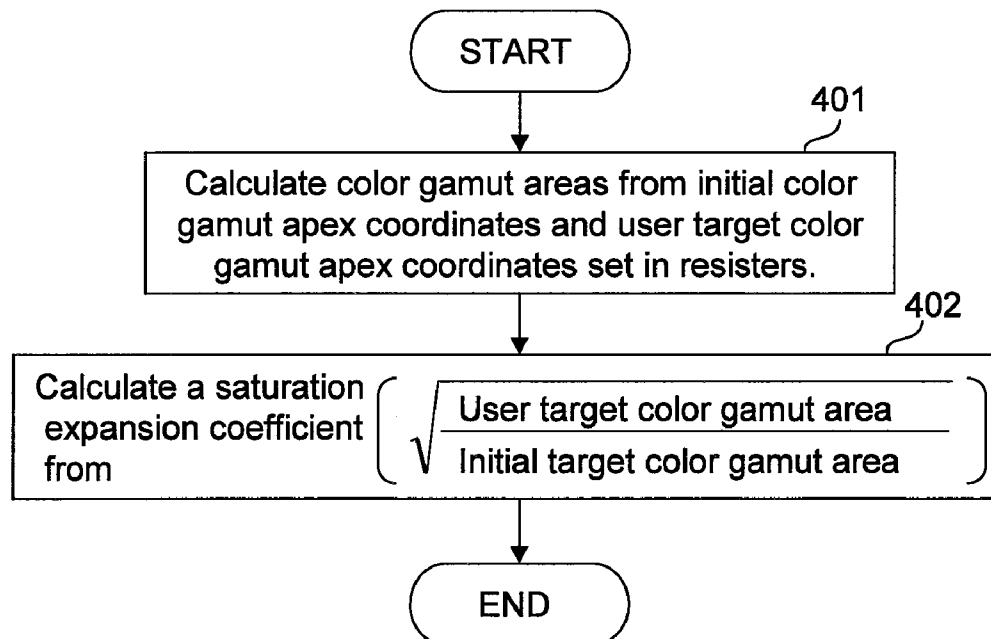 START
401
Calculate color gamut areas from initial color
gamut apex coordinates and user target color
gamut apex coordinates set in resisters.
402
Calculate a saturation
expansion coefficient
from
User target color gamut area
Initial target color gamut area
END